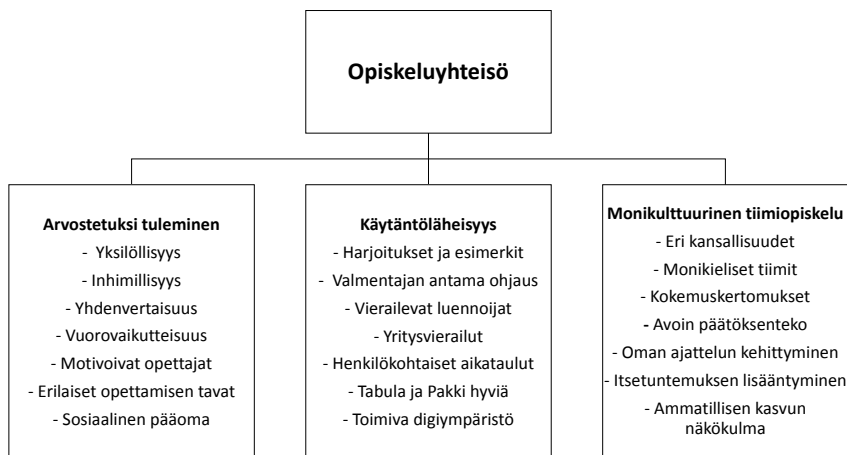 Opiskeluyhteisö
Arvostetuksi tuleminen
- Yksilöllisyys
- Inhimillisyys
- Yhdenvertaisuus
- Vuorovaikutteisuus
- Motivoivat opettajat
- Erilaiset opettamisen tavat
- Sosiaalinen pääoma
Käytäntöläheisyys
- Harjoitukset ja esimerkit
- Valmentajan antama ohjaus
- Vierailevat luennoijat
- Yritysvierailut
- Henkilökohtaiset aikataulut
- Tabula ja Pakki hyviä
- Toimiva digiympäristö
Monikulttuurinen tiimiopiskelu
- Eri kansallisuudet
- Monikieliset tiimit
- Kokemuskertomukset
- Avoin päätöksenteko
- Oman ajattelun kehittyminen
- Itsetuntemuksen lisääntyminen
- Ammatillisen kasvun
näkökulma